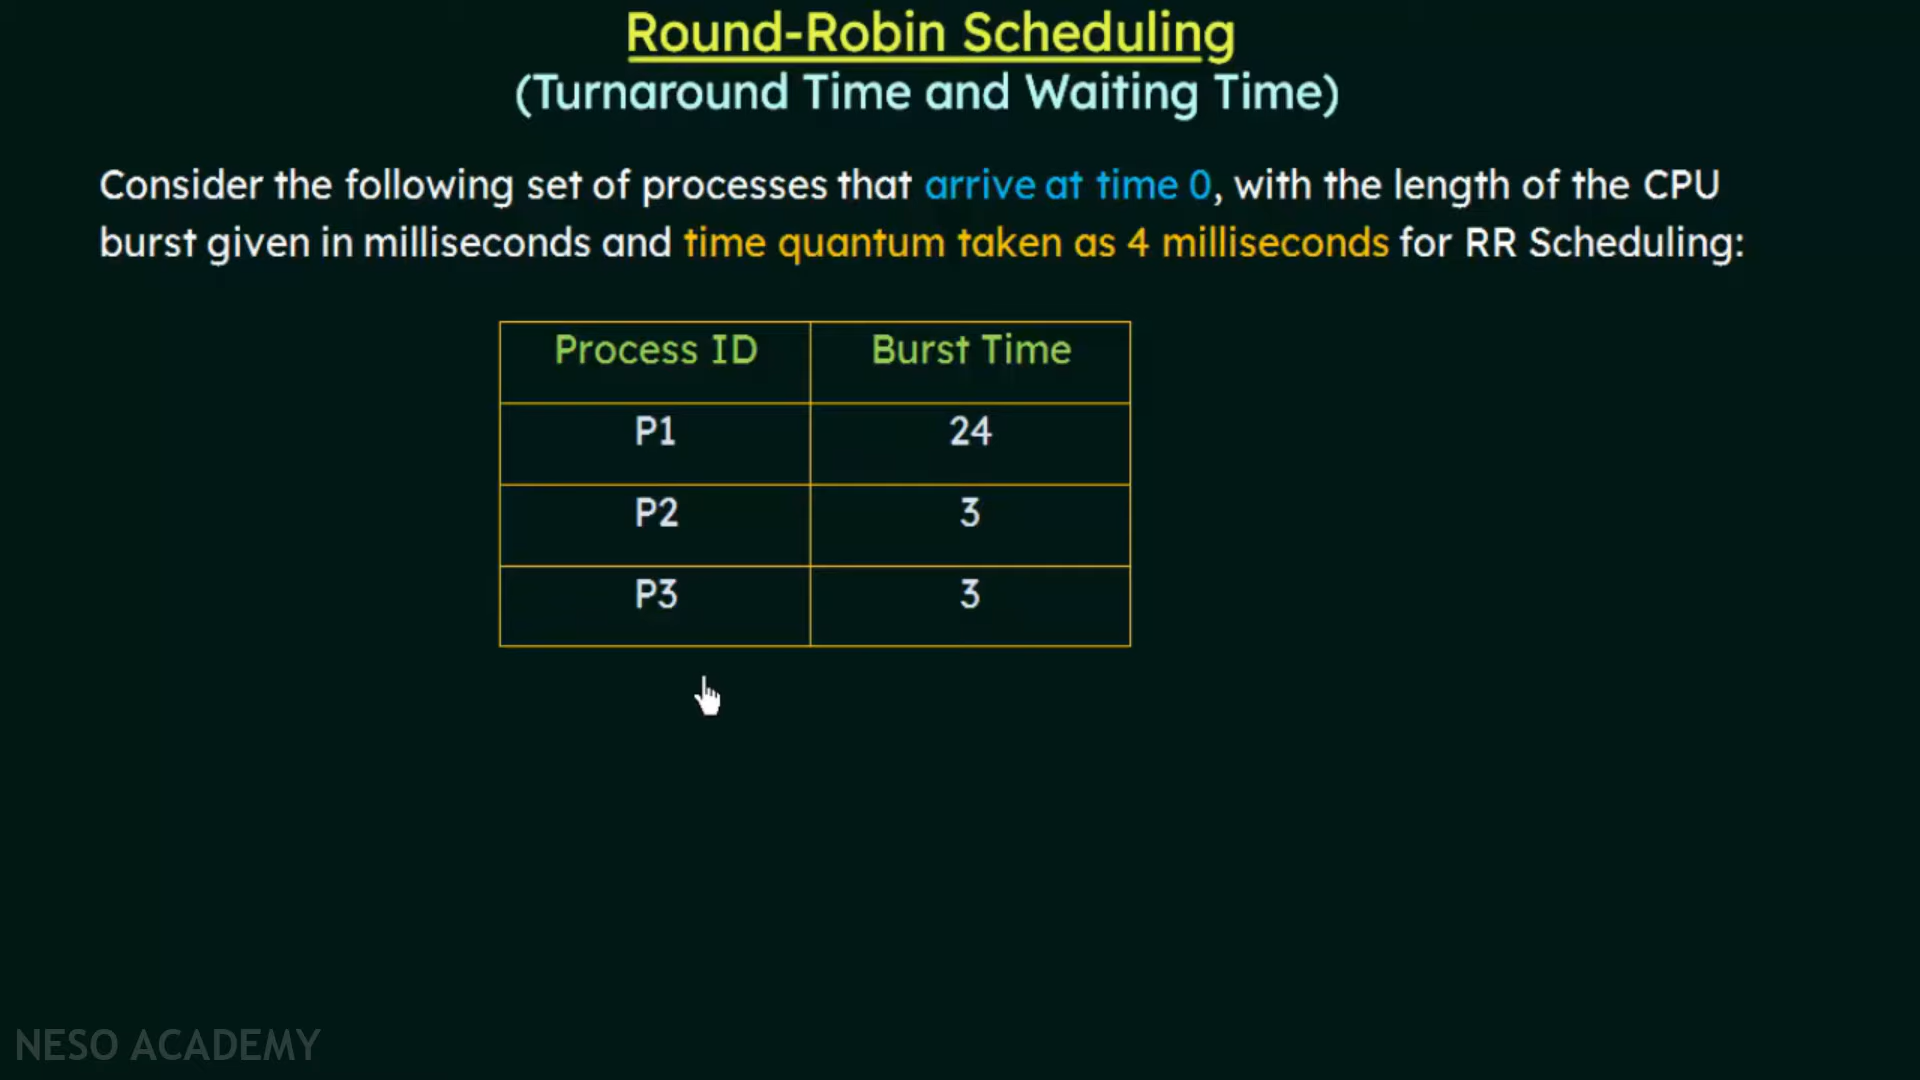 Round-Robin Scheduling
(Turnaround Time and Waiting Time)
Consider the following set of processes that arrive at time 0, with the length of the CPU
burst given in milliseconds and time quantum taken as 4 milliseconds for RR Scheduling:
Process ID Burst Time
P1 24
P2 3
P3 3
NESO ACADEMY